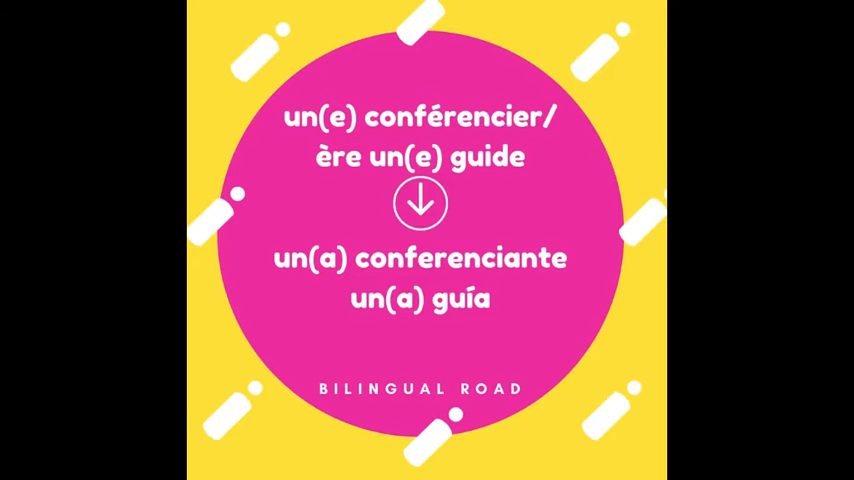 un(e) conférencier/
ère un(e) guide
un(a) conferenciante
un(a) guía
BILINGUAL ROAD